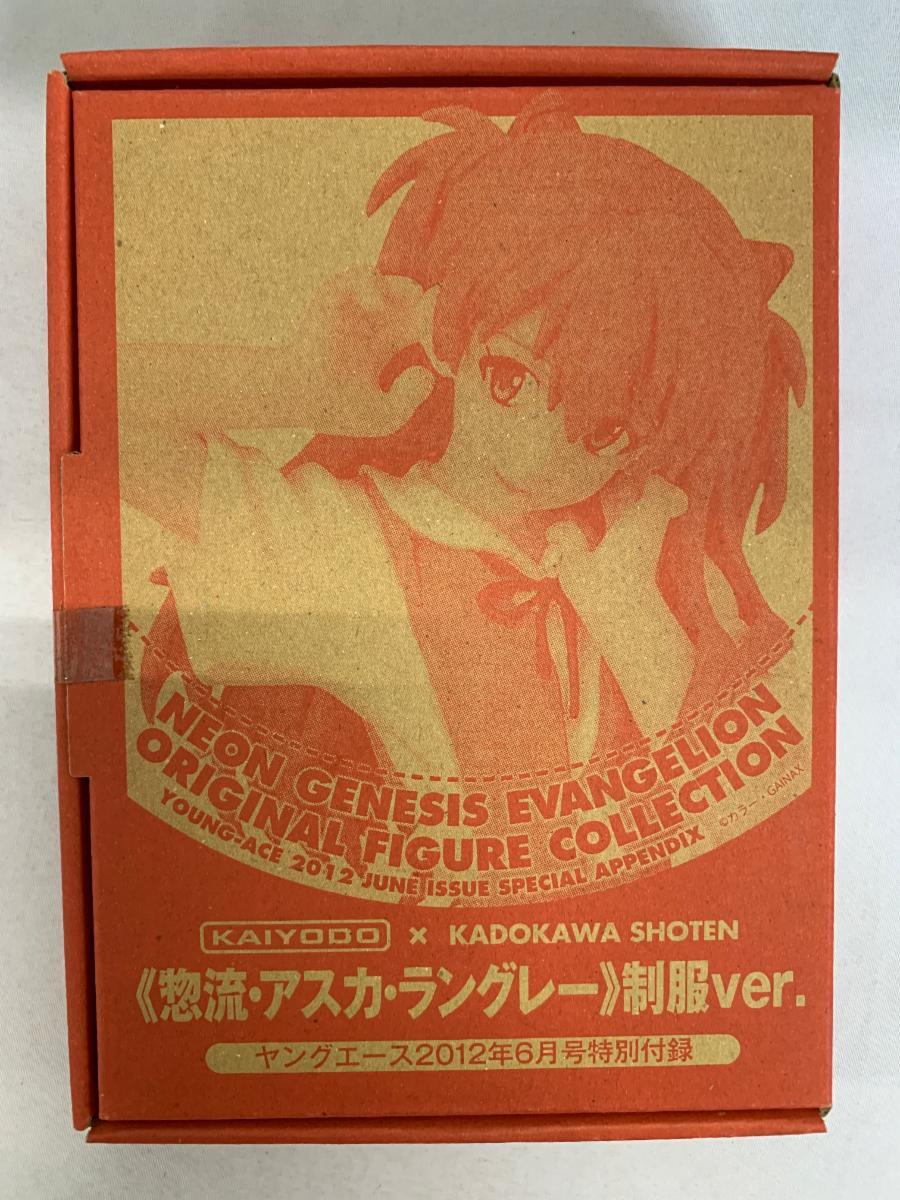 NEON GENESIS EVANGELION
ORIGINAL FIGURE COLLECTION
YOUNG-ACE 2012 JUNE ISSUE SPECIAL APPENDIX
©カラー・GAINAX
KAIYODO × KADOKAWA SHOTEN
《惣流・アスカ・ラングレー》制服ver.
ヤングエース2012年6月号特別付録